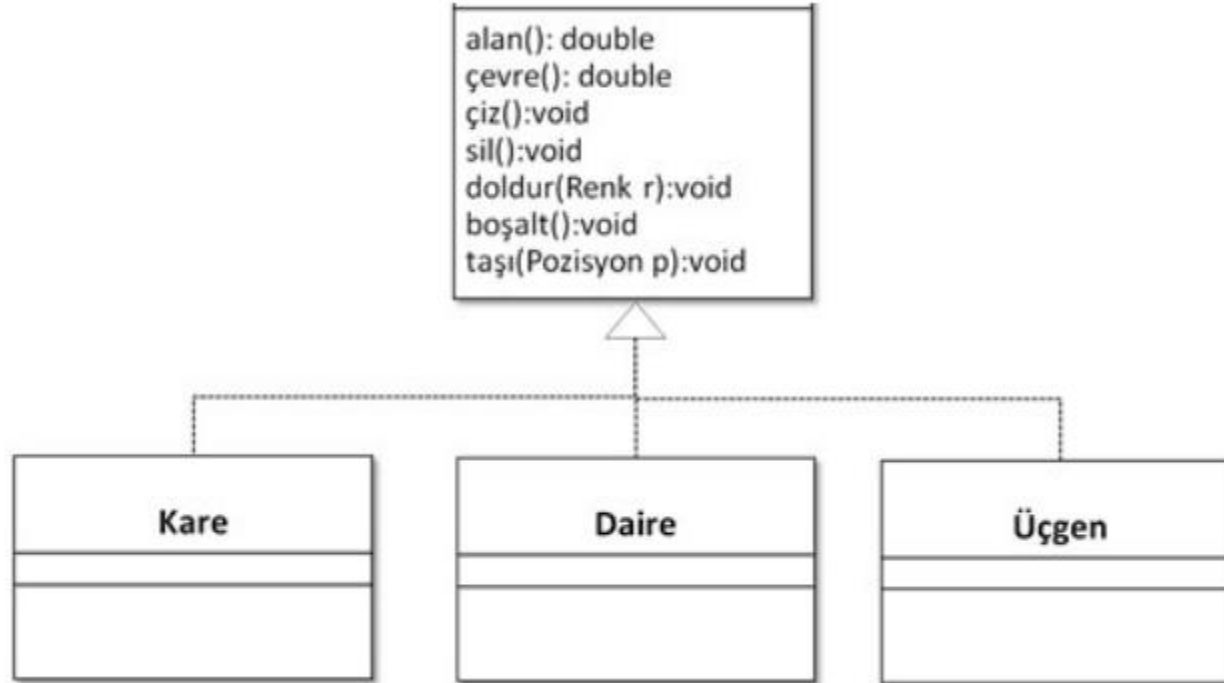 alan(): double
çevre(): double
çiz():void
sil():void
doldur(Renk r):void
boşalt():void
taşı(Pozisyon p):void
Kare
Daire
Üçgen